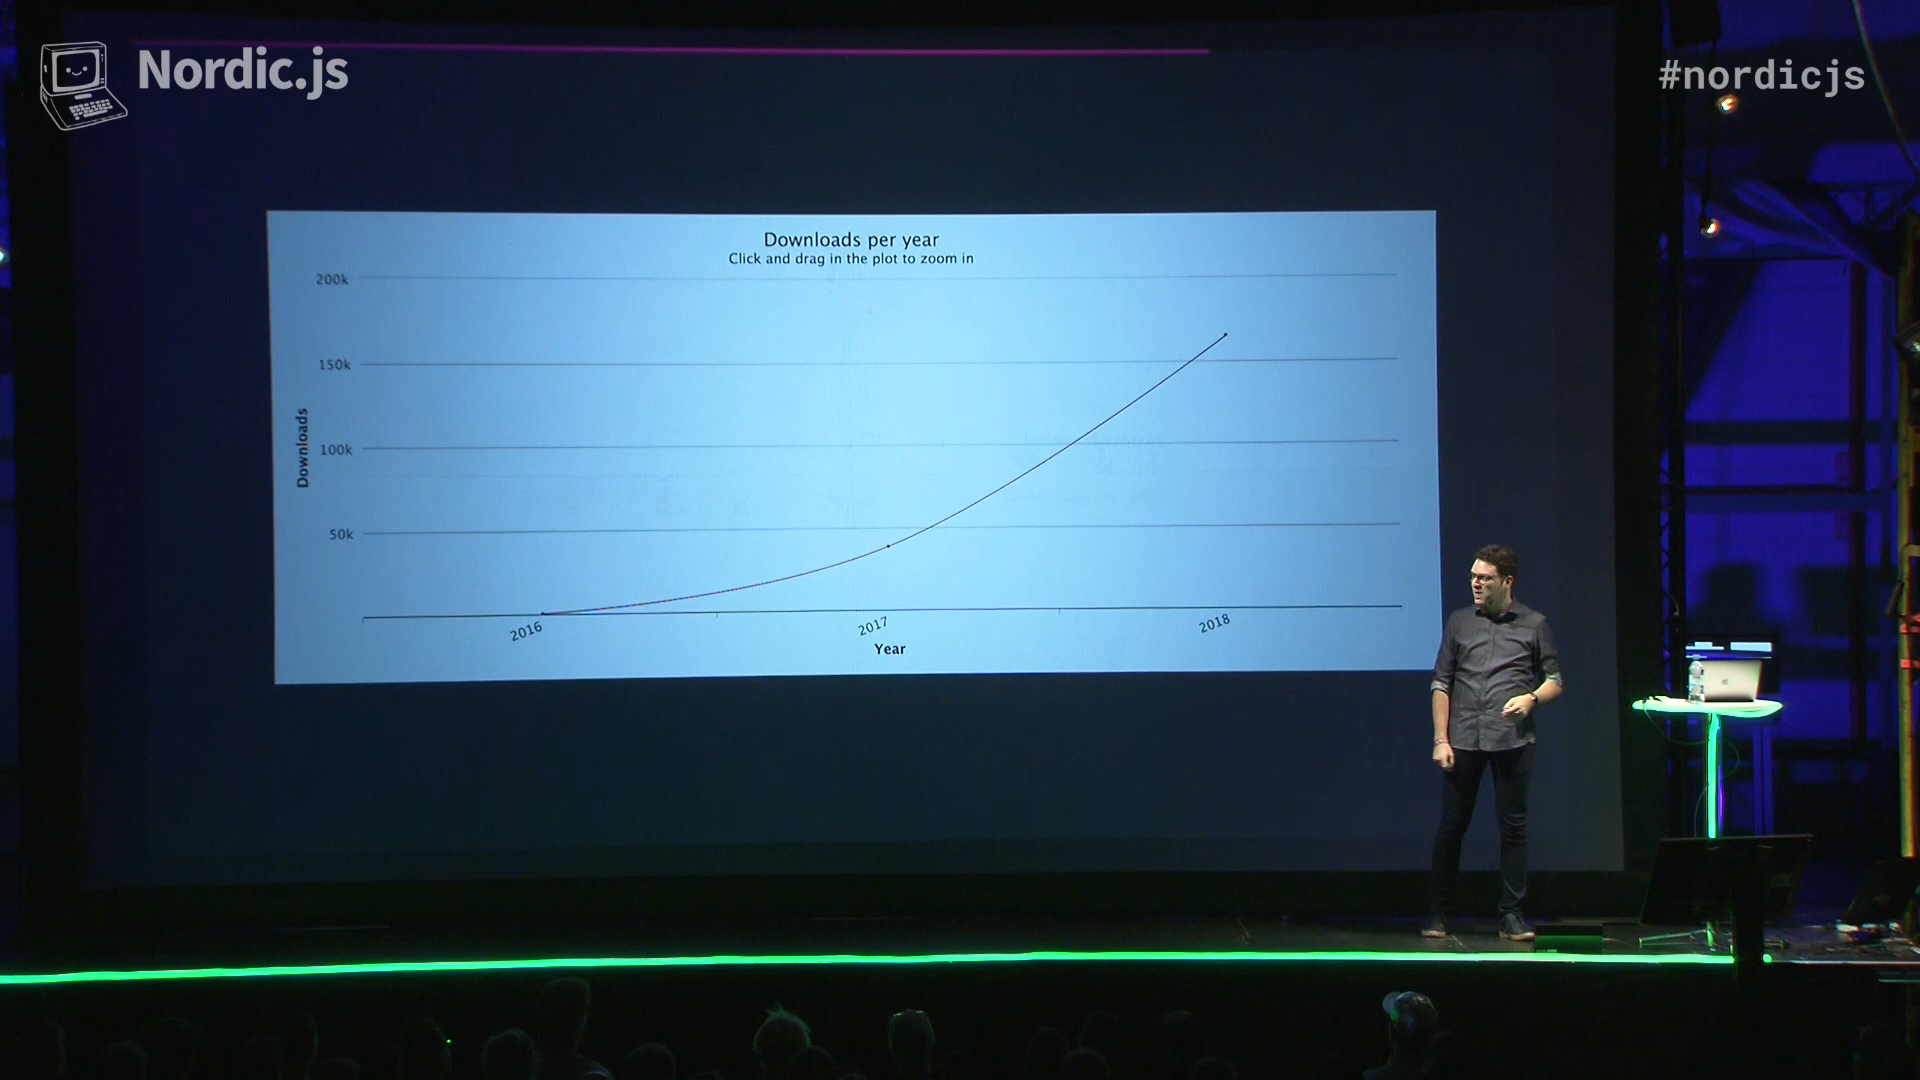 Nordic.js
#nordicjs
Downloads per year
Click and drag in the plot to zoom in
200k
150k
100k
50k
Downloads
2016
2017
2018
Year